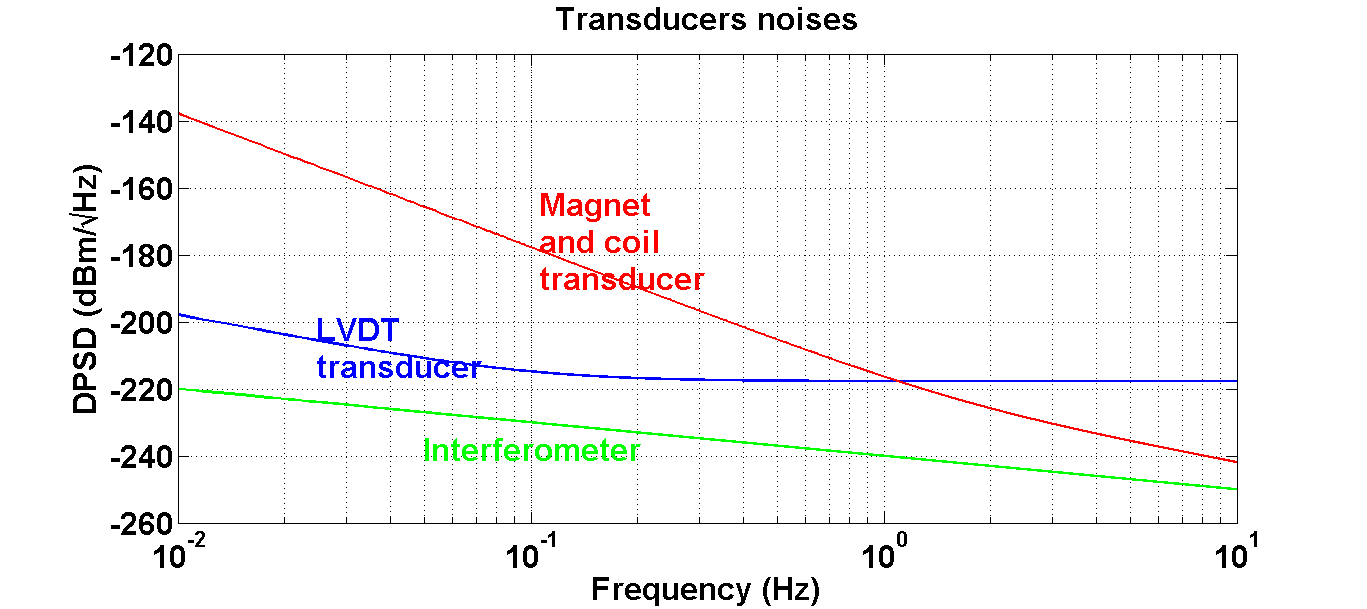 Transducers noises
-120
-140
-160
-180
-200
-220
-240
-260
DPSD (dBm/√Hz)
Magnet
and coil
transducer
LVDT
transducer
Interferometer
10^-2 10^-1 10^0 10^1
Frequency (Hz)